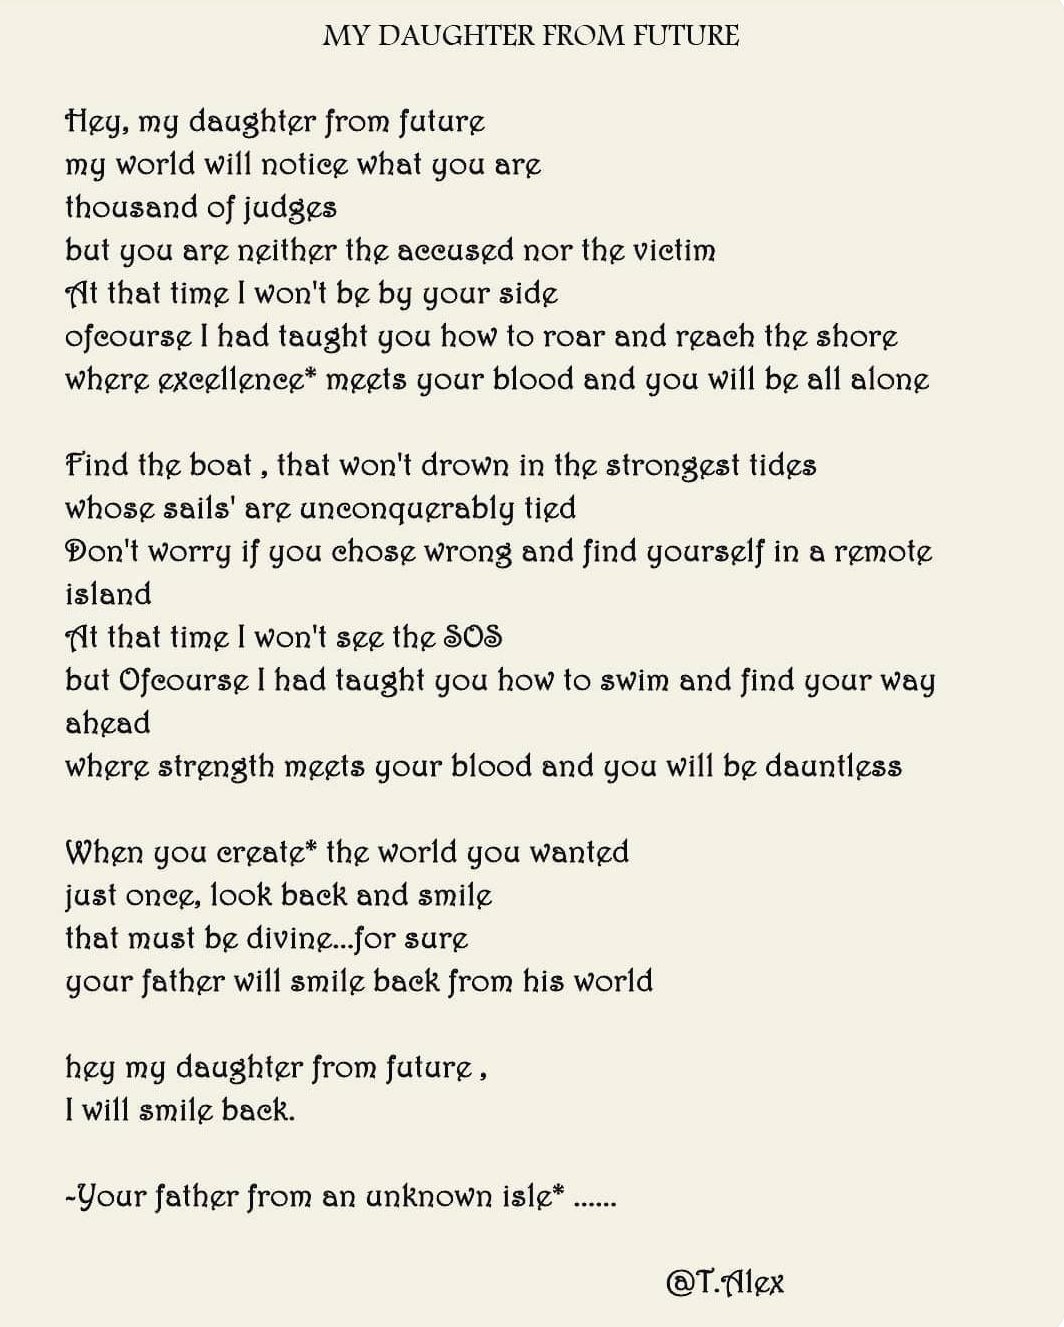 MY DAUGHTER FROM FUTURE
Hey, my daughter from future
my world will notice what you are
thousand of judges
but you are neither the accused nor the victim
At that time I won't be by your side
ofcourse I had taught you how to roar and reach the shore
where excellence* meets your blood and you will be all alone
Find the boat , that won't drown in the strongest tides
whose sails' are unconquerably tied
Don't worry if you chose wrong and find yourself in a remote
island
At that time I won't see the SOS
but Ofcourse I had taught you how to swim and find your way
ahead
where strength meets your blood and you will be dauntless
When you create* the world you wanted
just once, look back and smile
that must be divine...for sure
your father will smile back from his world
hey my daughter from future ,
I will smile back.
-Your father from an unknown isle* ......
@T.Alex